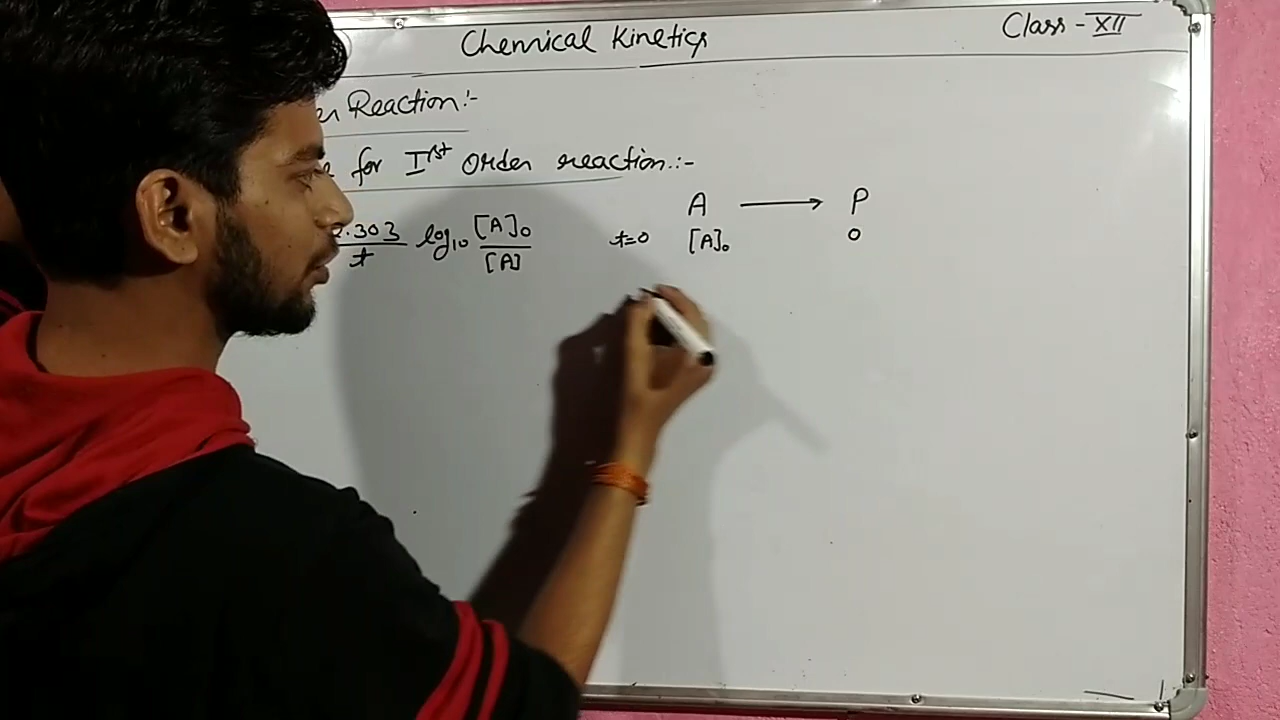 Chemical Kinetics
Class - XII
Reaction:-
for Ist Order reaction:-
A ⟶ P
2.303/t log₁₀ [A]₀/[A]
t=0 [A]₀ 0